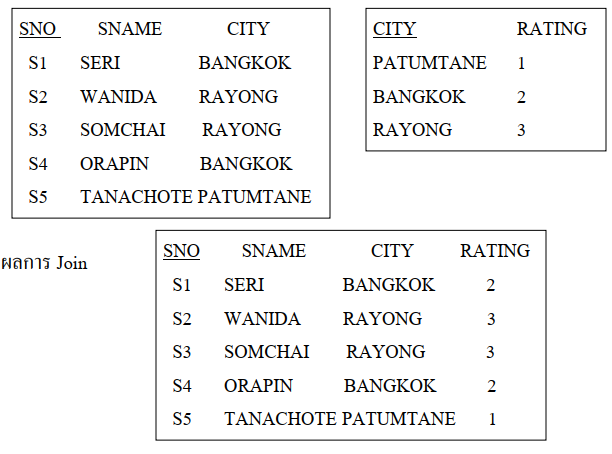 SNO SNAME CITY
S1 SERI BANGKOK
S2 WANIDA RAYONG
S3 SOMCHAI RAYONG
S4 ORAPIN BANGKOK
S5 TANACHOTE PATUMTANE
CITY RATING
PATUMTANE 1
BANGKOK 2
RAYONG 3
ผลการ Join
SNO SNAME CITY RATING
S1 SERI BANGKOK 2
S2 WANIDA RAYONG 3
S3 SOMCHAI RAYONG 3
S4 ORAPIN BANGKOK 2
S5 TANACHOTE PATUMTANE 1